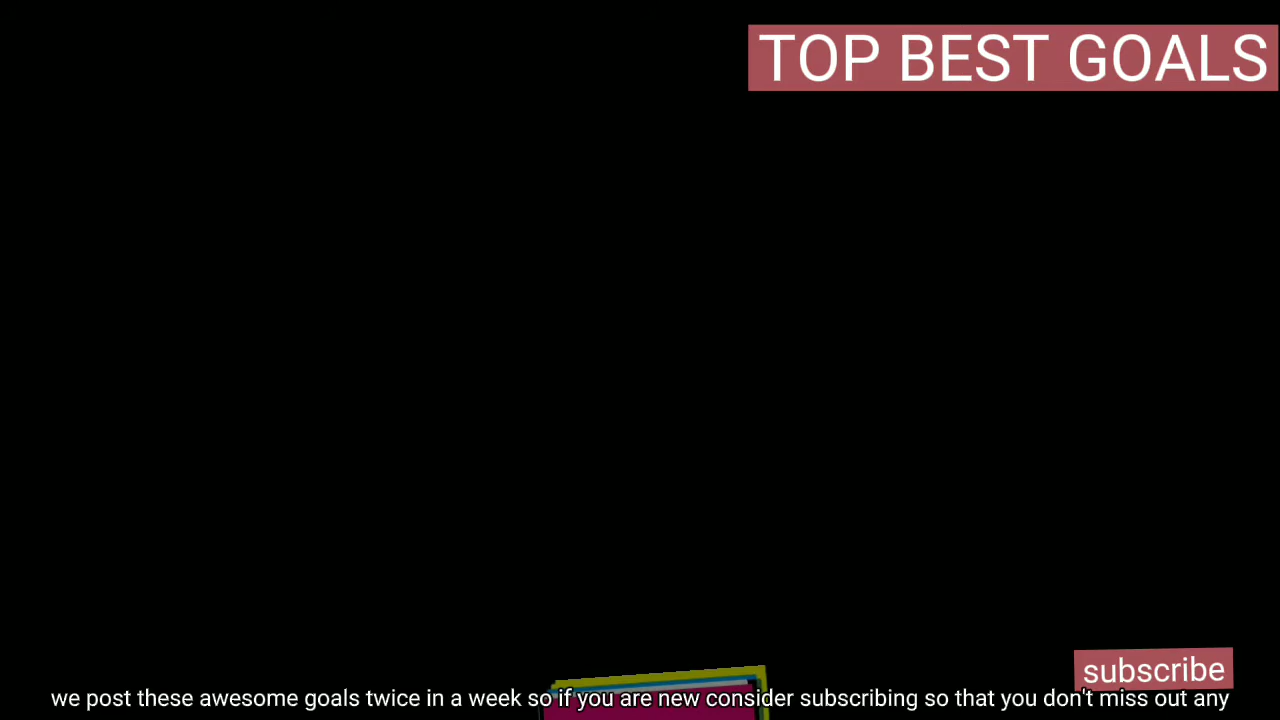 TOP BEST GOALS
subscribe
we post these awesome goals twice in a week so if you are new consider subscribing so that you don't miss out any